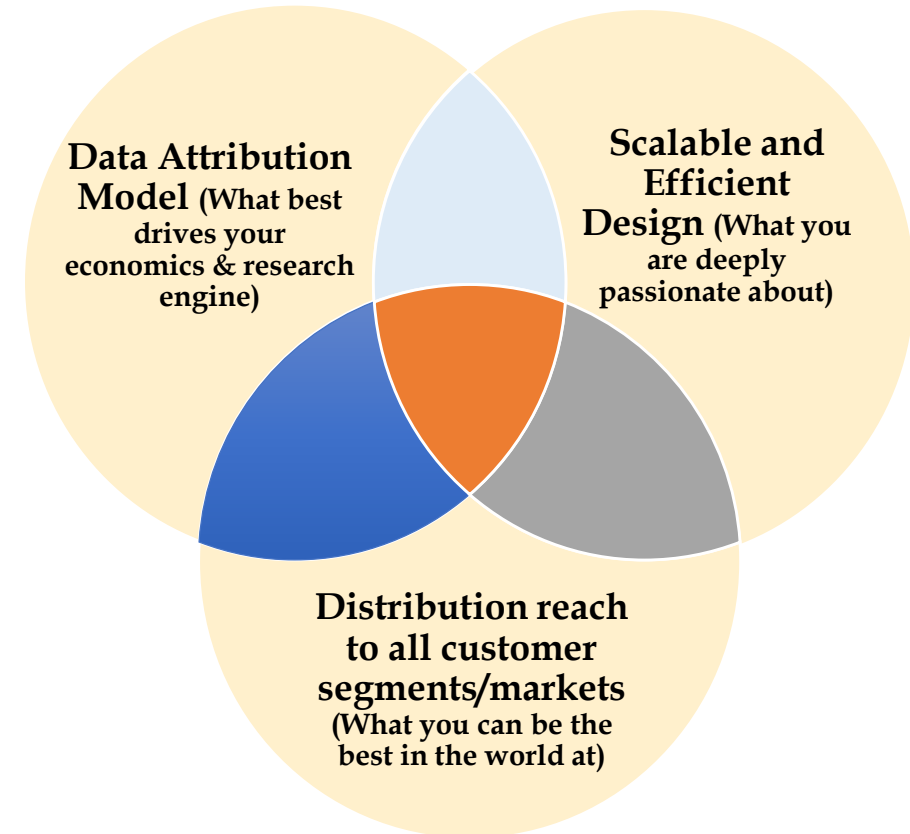 Data Attribution
Model (What best
drives your
economics & research
engine)
Scalable and
Efficient
Design (What you
are deeply
passionate about)
Distribution reach
to all customer
segments/markets
(What you can be the
best in the world at)